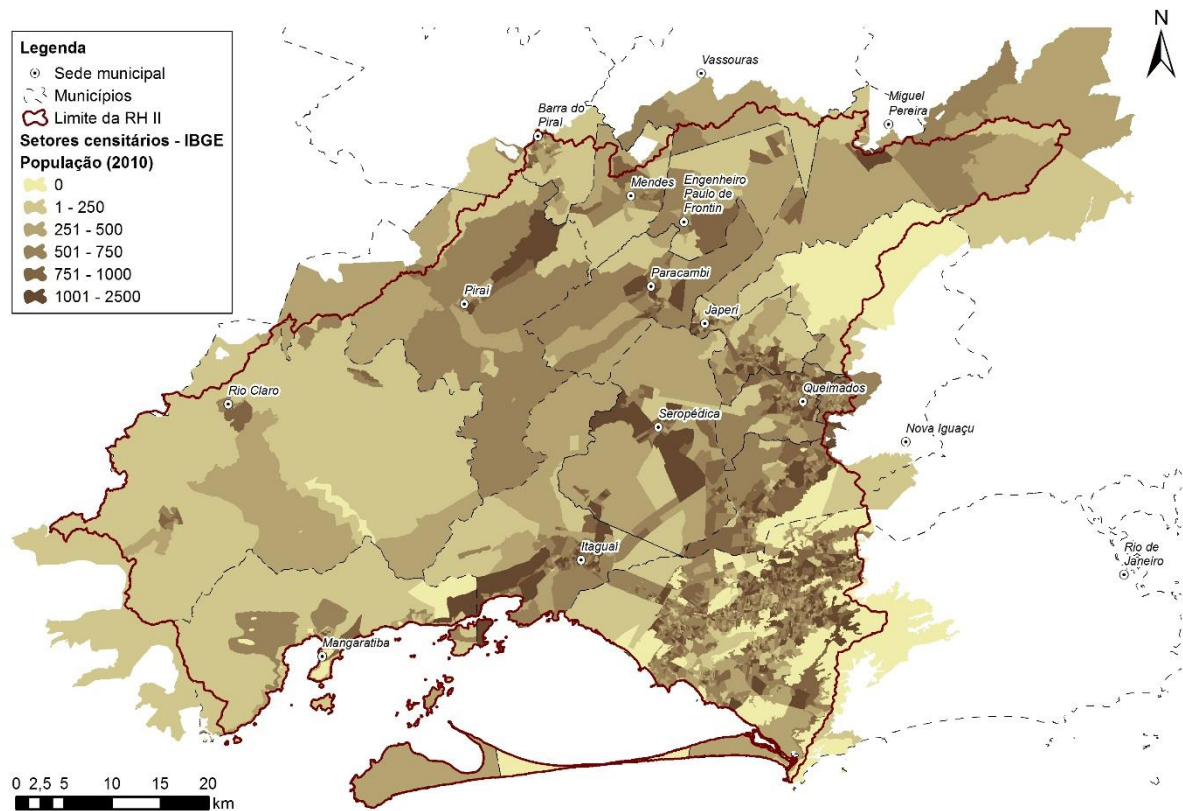 Legenda
Sede municipal
Municípios
Limite da RH II
Setores censitários - IBGE
População (2010)
0
1 - 250
251 - 500
501 - 750
751 - 1000
1001 - 2500
N
Vassouras
Barra do
Piraí
Miguel
Pereira
Mendes
Engenheiro
Paulo de
Frontin
Piraí
Paracambi
Japeri
Rio Claro
Queimados
Seropédica
Nova Iguaçu
Itaguaí
Rio de
Janeiro
Mangaratiba
0 2,5 5 10 15 20
km